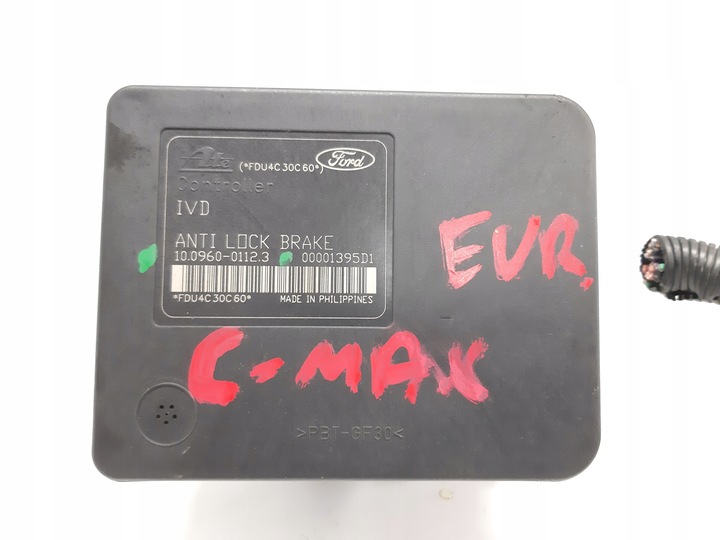 Ate (*FDU4C30C60*) Ford
Controller
IVD
ANTI LOCK BRAKE
10.0960-0112.3 00001395D1
*FDU4C30C60* MADE IN PHILIPPINES
EUR.
C-MAX
>PBT-GF30<